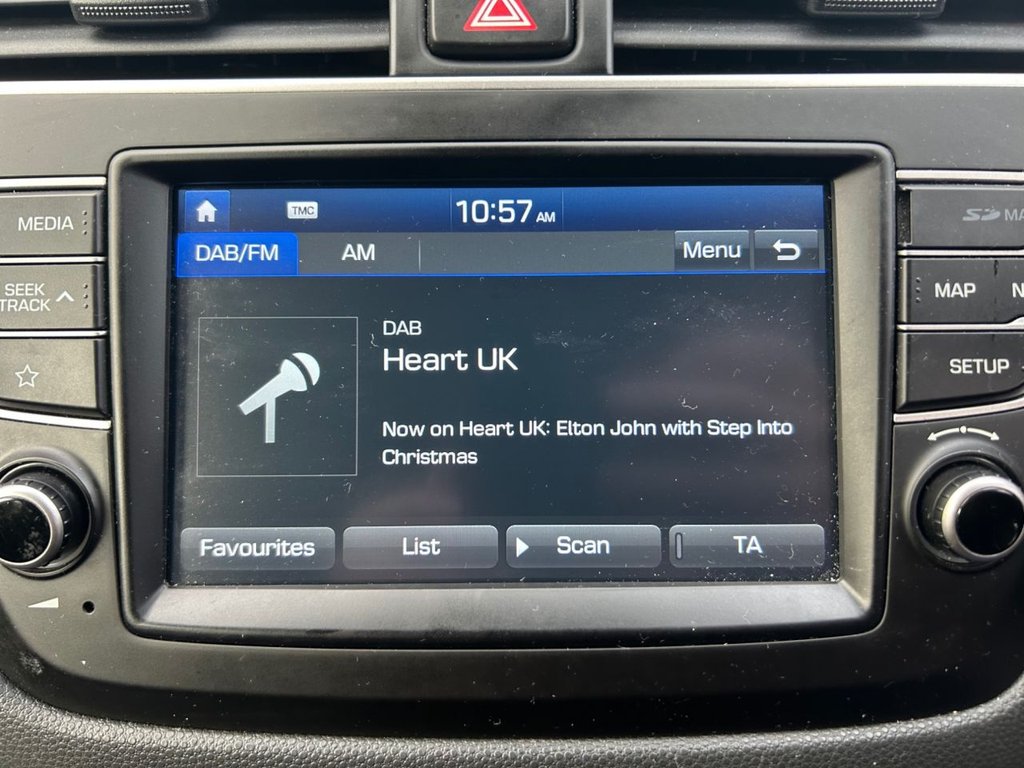 TMC
10:57 AM
DAB/FM
AM
Menu
DAB
Heart UK
Now on Heart UK: Elton John with Step Into
Christmas
Favourites
List
Scan
TA
MEDIA
SEEK
TRACK
MAP
SETUP